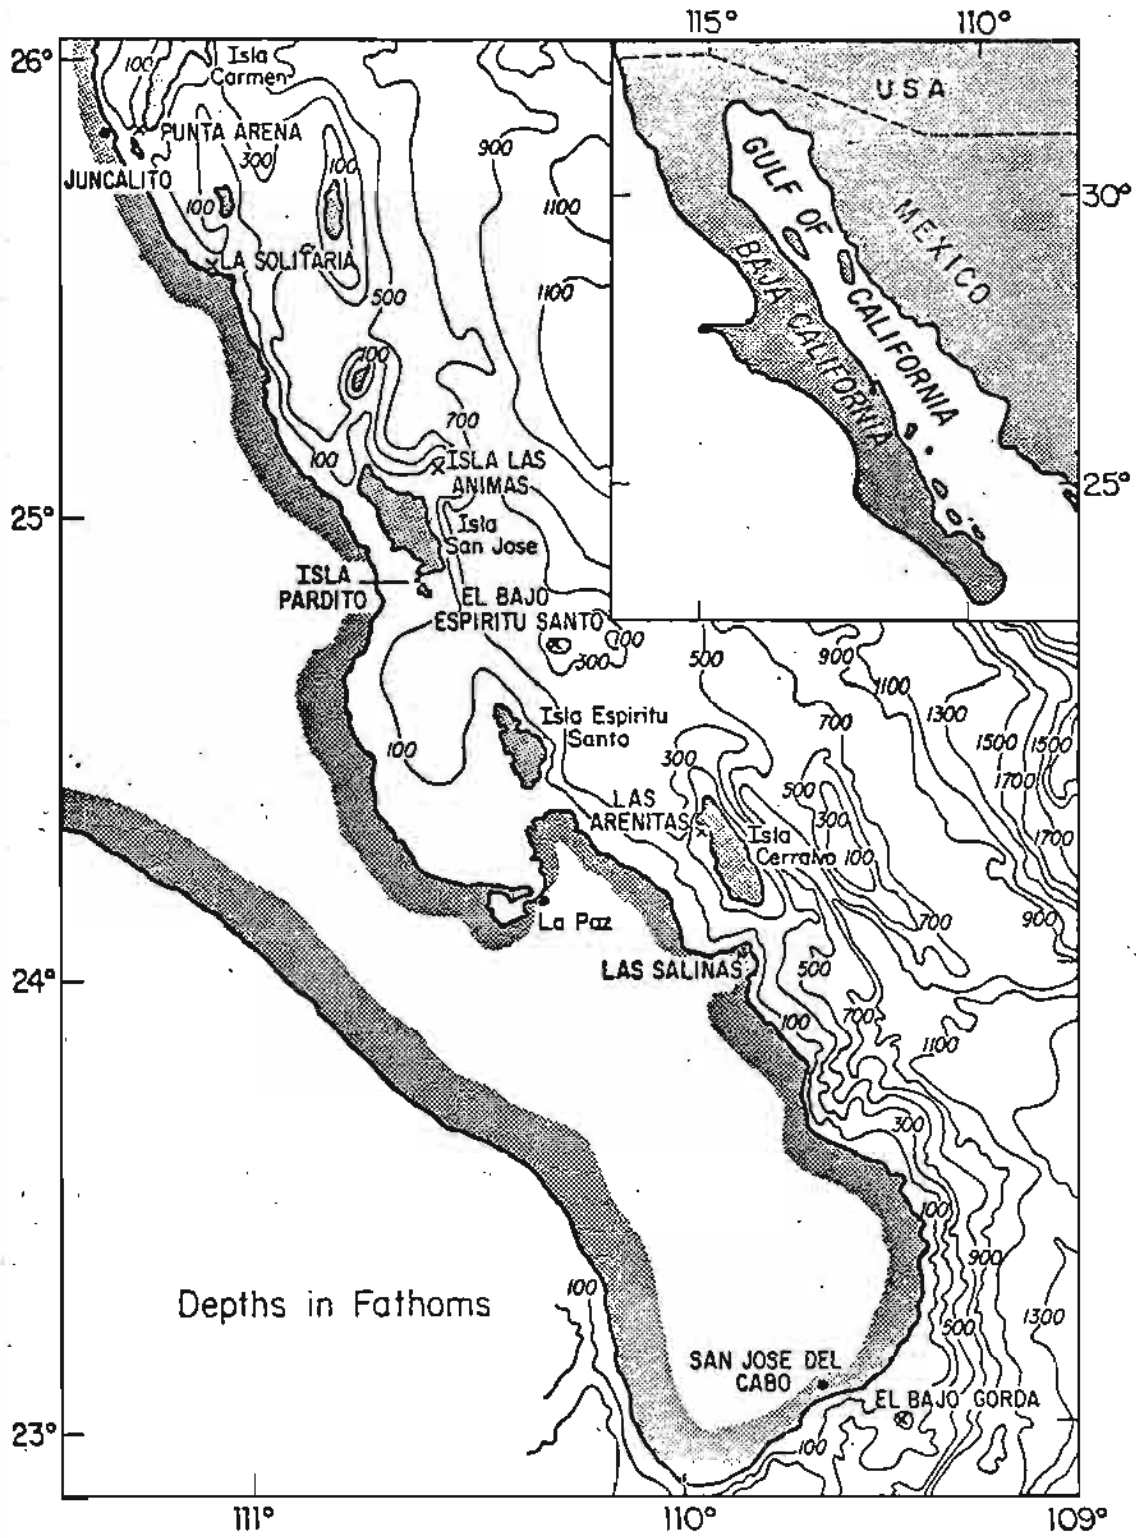 115° 110°
26°
Isla
Carmen
100
PUNTA ARENA
300
JUNCALITO
100
100
LA SOLITARIA
900
1100
1100
500
100
700
100
ISLA LAS
ANIMAS
25°
Isla
San Jose
ISLA
PARDITO
EL BAJO
ESPIRITU SANTO
100
300
USA
GULF OF CALIFORNIA
MEXICO
BAJA CALIFORNIA
30°
25°
500
900
1100
700
1300
1500
1500
1700
1700
900
100
Isla Espiritu
Santo
300
500
LAS
ARENITAS
300
Isla
Cerralvo
100
700
La Paz
24°
LAS SALINAS
500
100
700
1100
300
100
900
1300
500
100
Depths in Fathoms
SAN JOSE DEL
CABO
EL BAJO GORDA
23°
100
111° 110° 109°